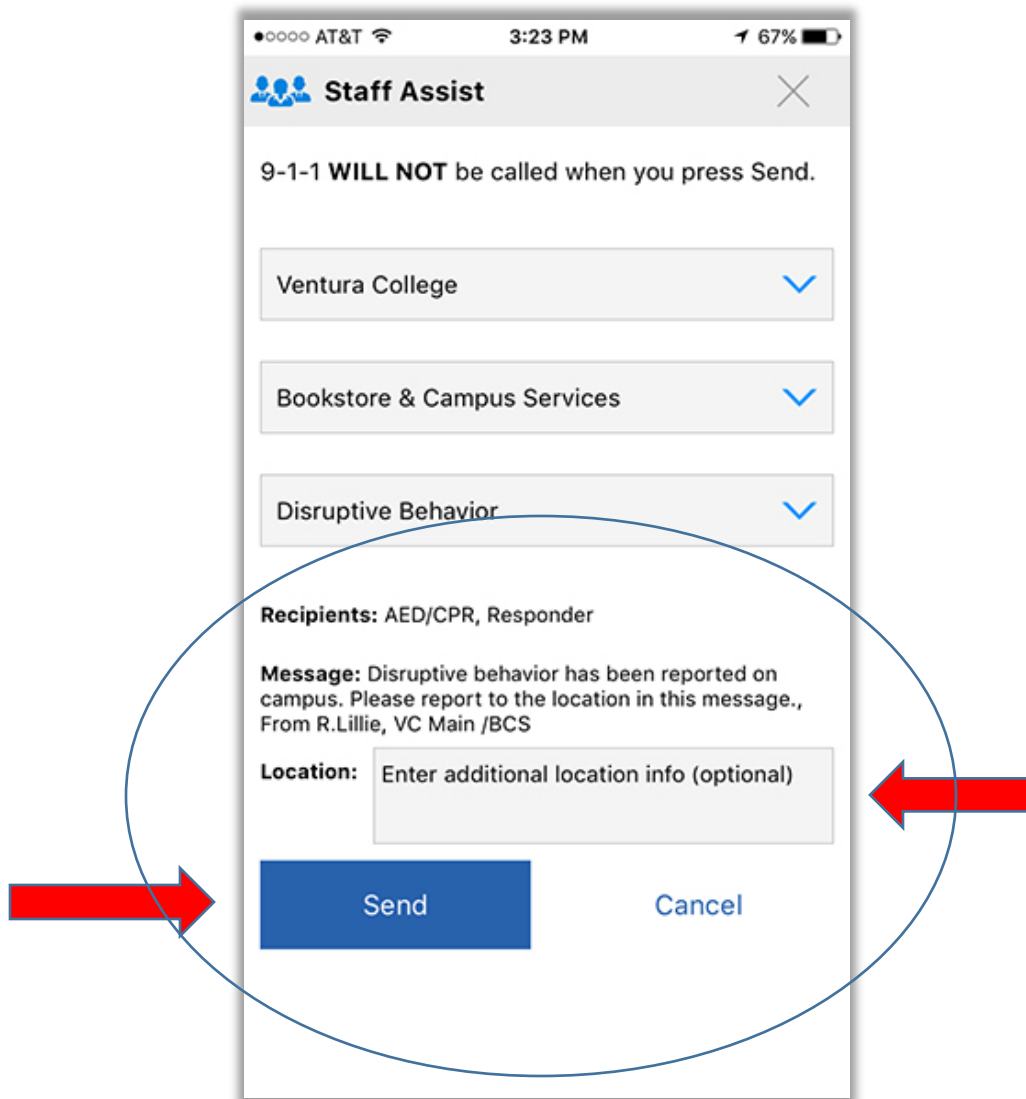 ●○○○○ AT&T 3:23 PM 67%
Staff Assist
9-1-1 WILL NOT be called when you press Send.
Ventura College
Bookstore & Campus Services
Disruptive Behavior
Recipients: AED/CPR, Responder
Message: Disruptive behavior has been reported on
campus. Please report to the location in this message.,
From R.Lillie, VC Main /BCS
Location: Enter additional location info (optional)
Send Cancel